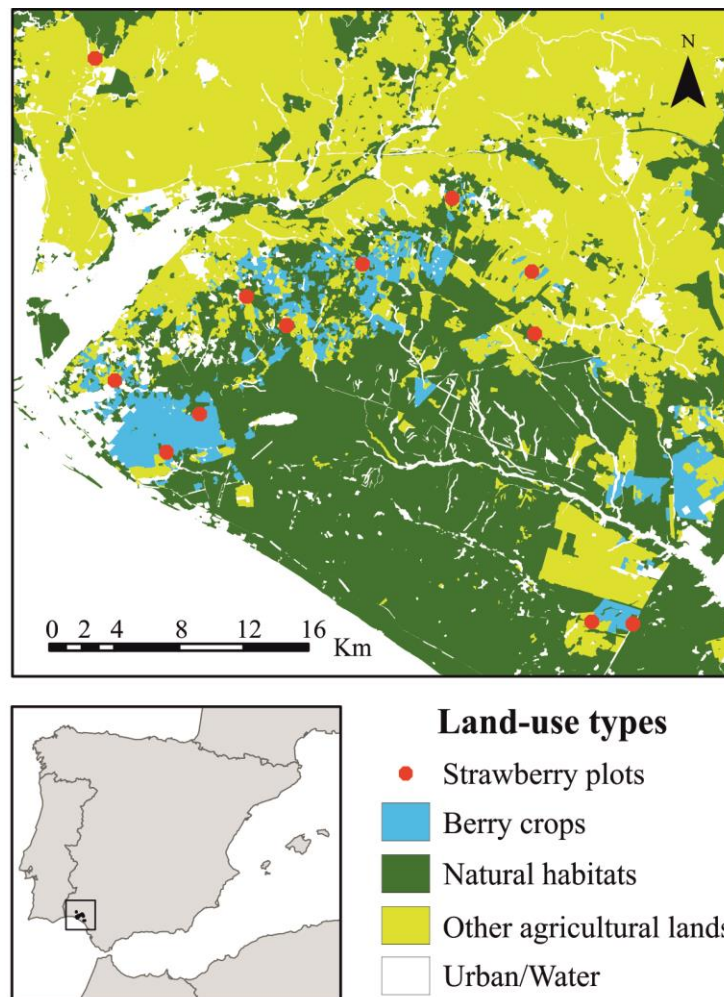 N
0 2 4 8 12 16
Km
Land-use types
Strawberry plots
Berry crops
Natural habitats
Other agricultural lands
Urban/Water